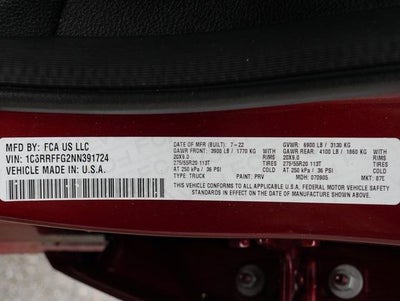 MFD BY: FCA US LLC
VIN: 1C6RRFFG2NN391724
VEHICLE MADE IN: U.S.A.
DATE OF MFR (BUILT): 7-22 GVWR: 6900 LB / 3130 KG
GAWR FRONT: 3900 LB / 1770 KG WITH GAWR REAR: 4100 LB / 1860 KG WITH
20X9.0 RIMS 20X9.0 RIMS
275/55R20 113T TIRES 275/55R20 113T TIRES
AT 250 kPa / 36 PSI COLD AT 250 kPa / 36 PSI COLD
THIS VEHICLE CONFORMS TO ALL APPLICABLE FEDERAL MOTOR VEHICLE SAFETY
STANDARDS IN EFFECT ON THE DATE OF MANUFACTURE SHOWN ABOVE.
TYPE: TRUCK PAINT: PRV MDH: 070905 MKT: 87E